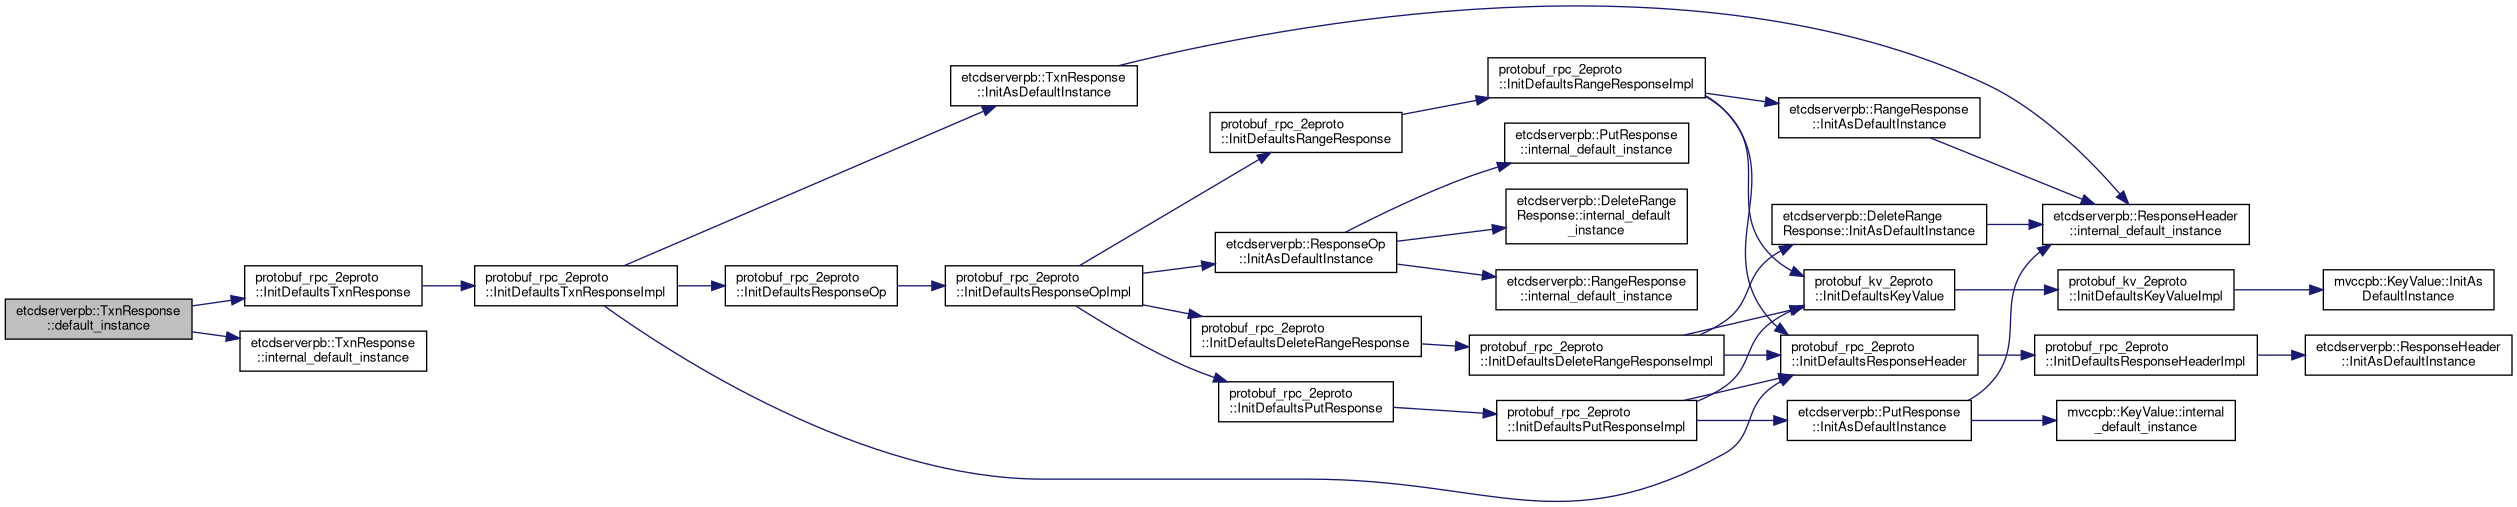 etcdserverpb::TxnResponse
::default_instance
protobuf_rpc_2eproto
::InitDefaultsTxnResponse
etcdserverpb::TxnResponse
::internal_default_instance
protobuf_rpc_2eproto
::InitDefaultsTxnResponseImpl
etcdserverpb::TxnResponse
::InitAsDefaultInstance
protobuf_rpc_2eproto
::InitDefaultsResponseOp
protobuf_rpc_2eproto
::InitDefaultsResponseOpImpl
protobuf_rpc_2eproto
::InitDefaultsRangeResponse
etcdserverpb::ResponseOp
::InitAsDefaultInstance
protobuf_rpc_2eproto
::InitDefaultsDeleteRangeResponse
protobuf_rpc_2eproto
::InitDefaultsPutResponse
protobuf_rpc_2eproto
::InitDefaultsRangeResponseImpl
etcdserverpb::PutResponse
::internal_default_instance
etcdserverpb::DeleteRange
Response::internal_default
_instance
etcdserverpb::RangeResponse
::internal_default_instance
protobuf_rpc_2eproto
::InitDefaultsDeleteRangeResponseImpl
protobuf_rpc_2eproto
::InitDefaultsPutResponseImpl
etcdserverpb::RangeResponse
::InitAsDefaultInstance
etcdserverpb::DeleteRange
Response::InitAsDefaultInstance
protobuf_kv_2eproto
::InitDefaultsKeyValue
protobuf_rpc_2eproto
::InitDefaultsResponseHeader
etcdserverpb::PutResponse
::InitAsDefaultInstance
etcdserverpb::ResponseHeader
::internal_default_instance
protobuf_kv_2eproto
::InitDefaultsKeyValueImpl
protobuf_rpc_2eproto
::InitDefaultsResponseHeaderImpl
mvccpb::KeyValue::internal
_default_instance
mvccpb::KeyValue::InitAs
DefaultInstance
etcdserverpb::ResponseHeader
::InitAsDefaultInstance